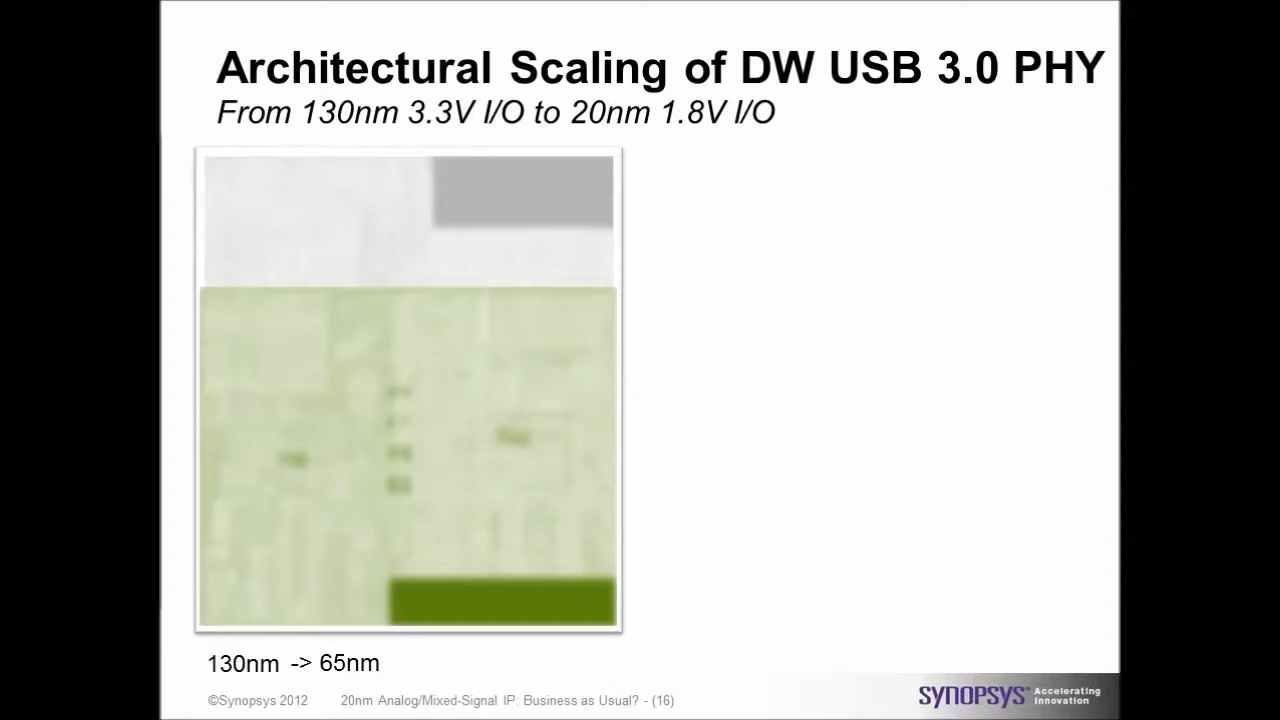 Architectural Scaling of DW USB 3.0 PHY
From 130nm 3.3V I/O to 20nm 1.8V I/O
130nm -> 65nm
©Synopsys 2012 20nm Analog/Mixed-Signal IP: Business as Usual? - (16)
SYNOPSYS® Accelerating
Innovation